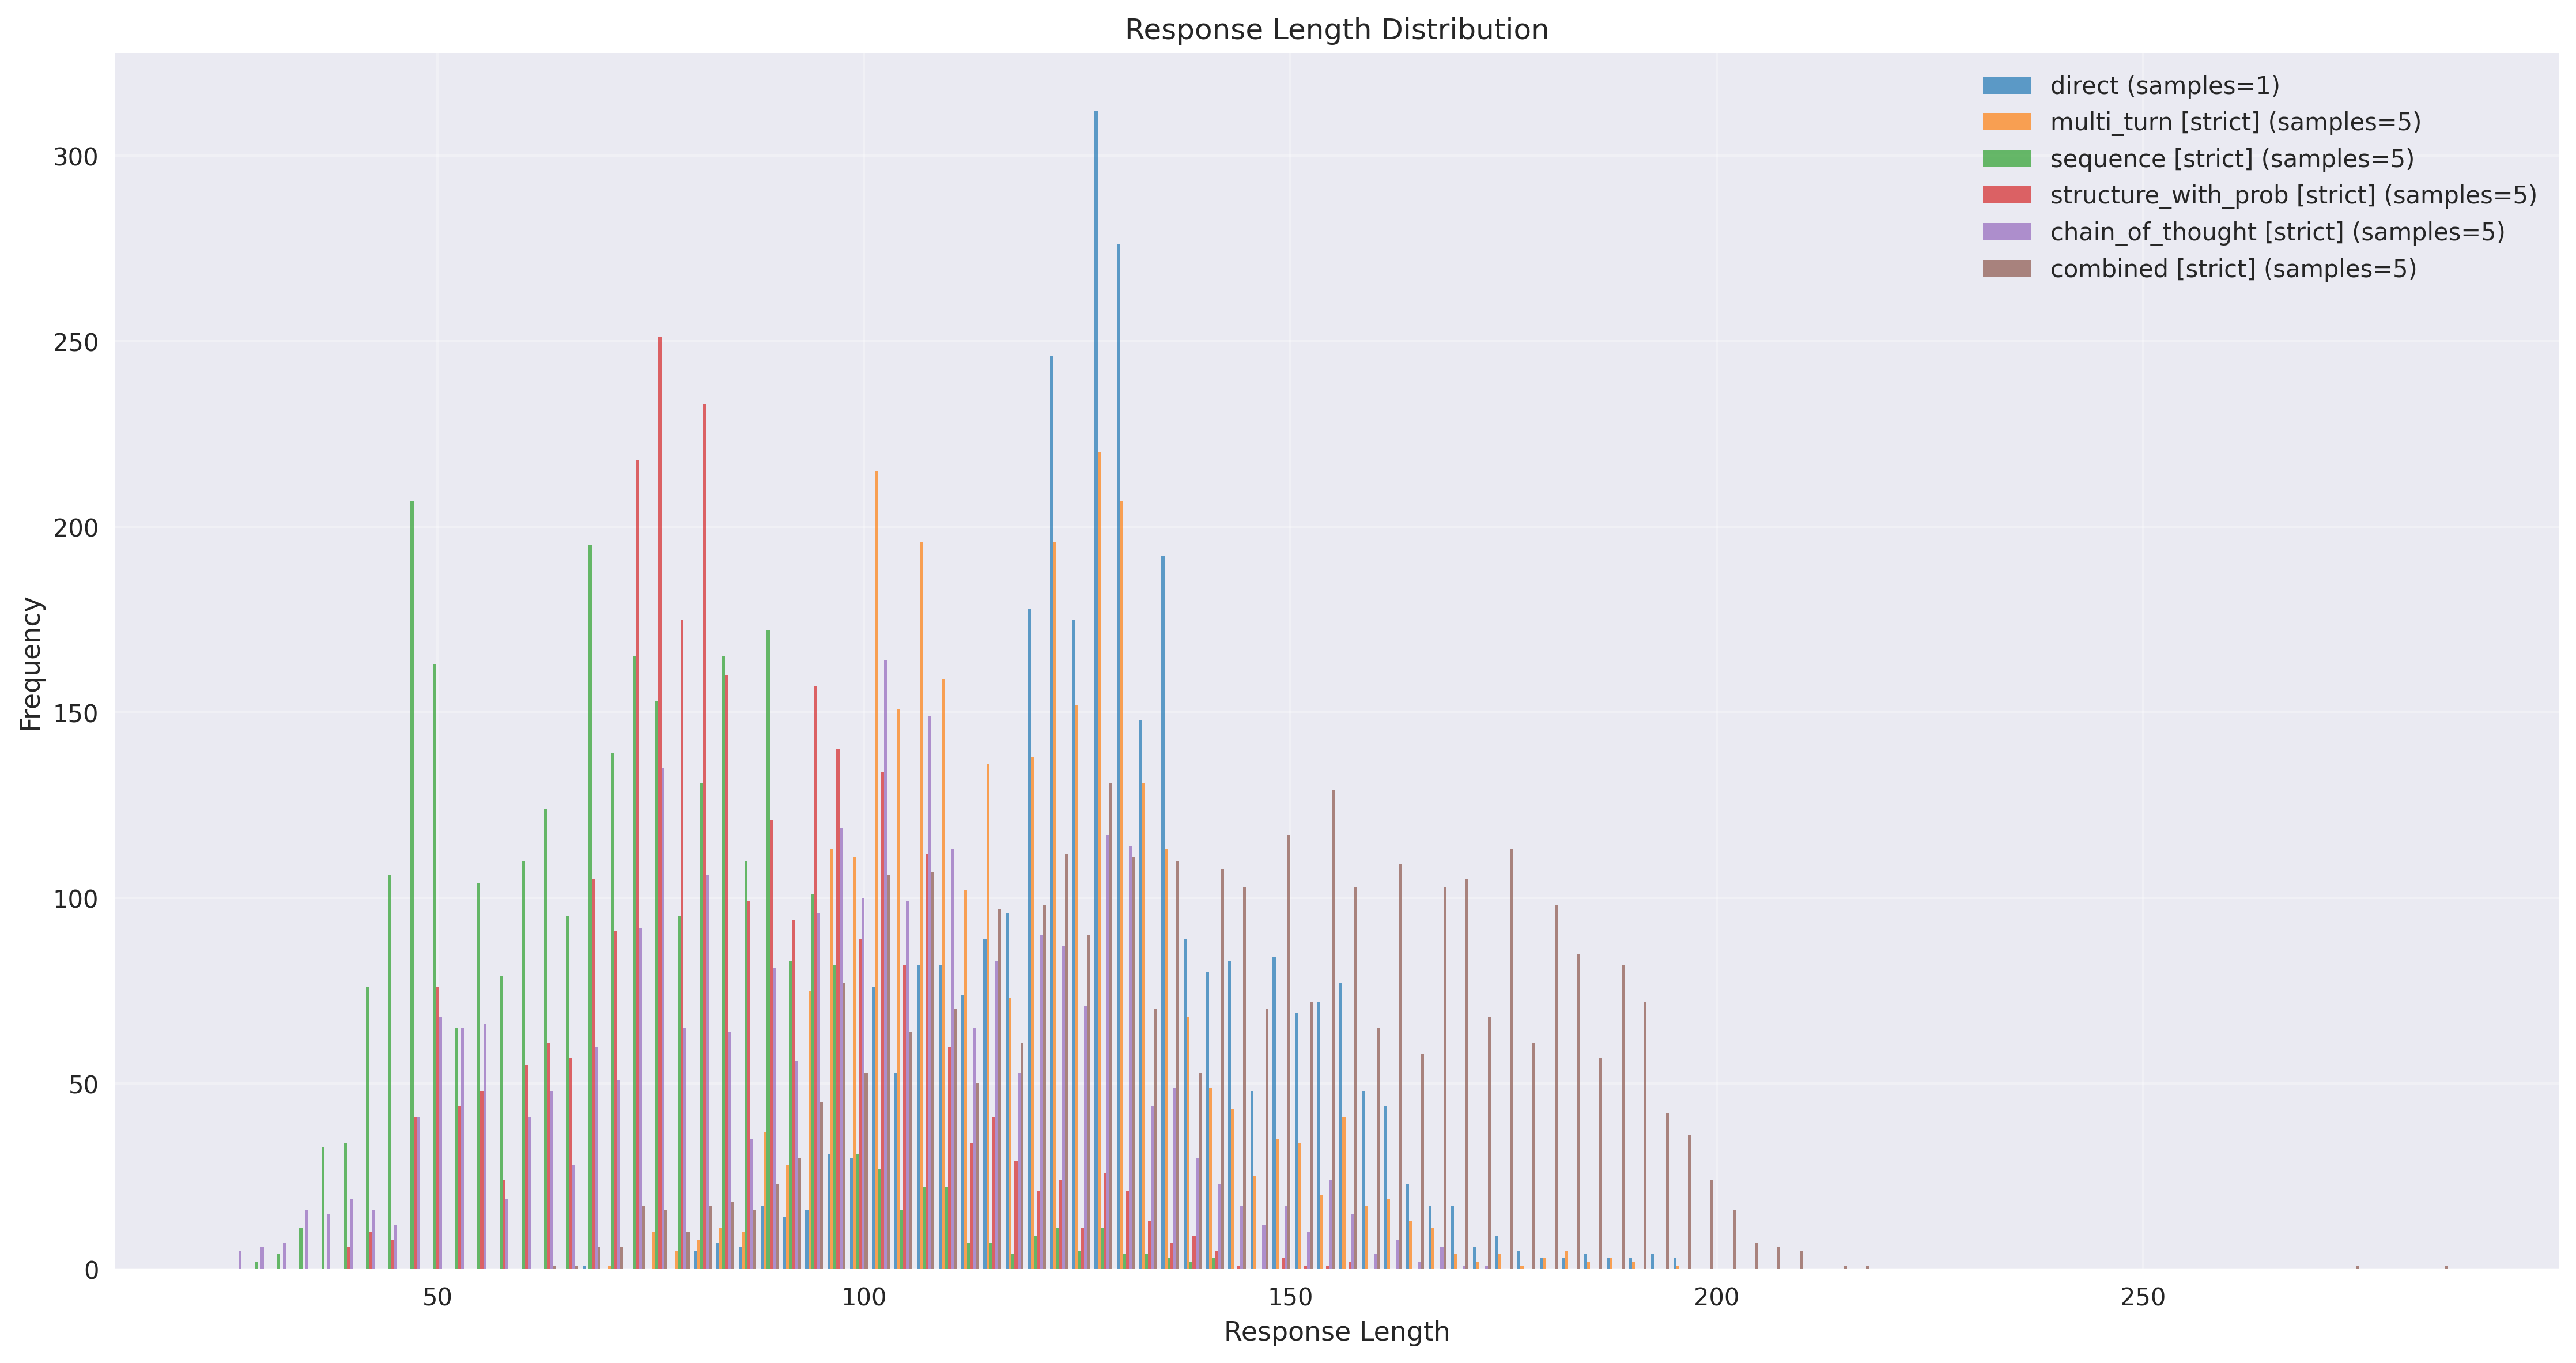 Response Length Distribution
direct (samples=1)
multi_turn [strict] (samples=5)
sequence [strict] (samples=5)
structure_with_prob [strict] (samples=5)
chain_of_thought [strict] (samples=5)
combined [strict] (samples=5)
Frequency
300
250
200
150
100
50
0
50 100 150 200 250
Response Length